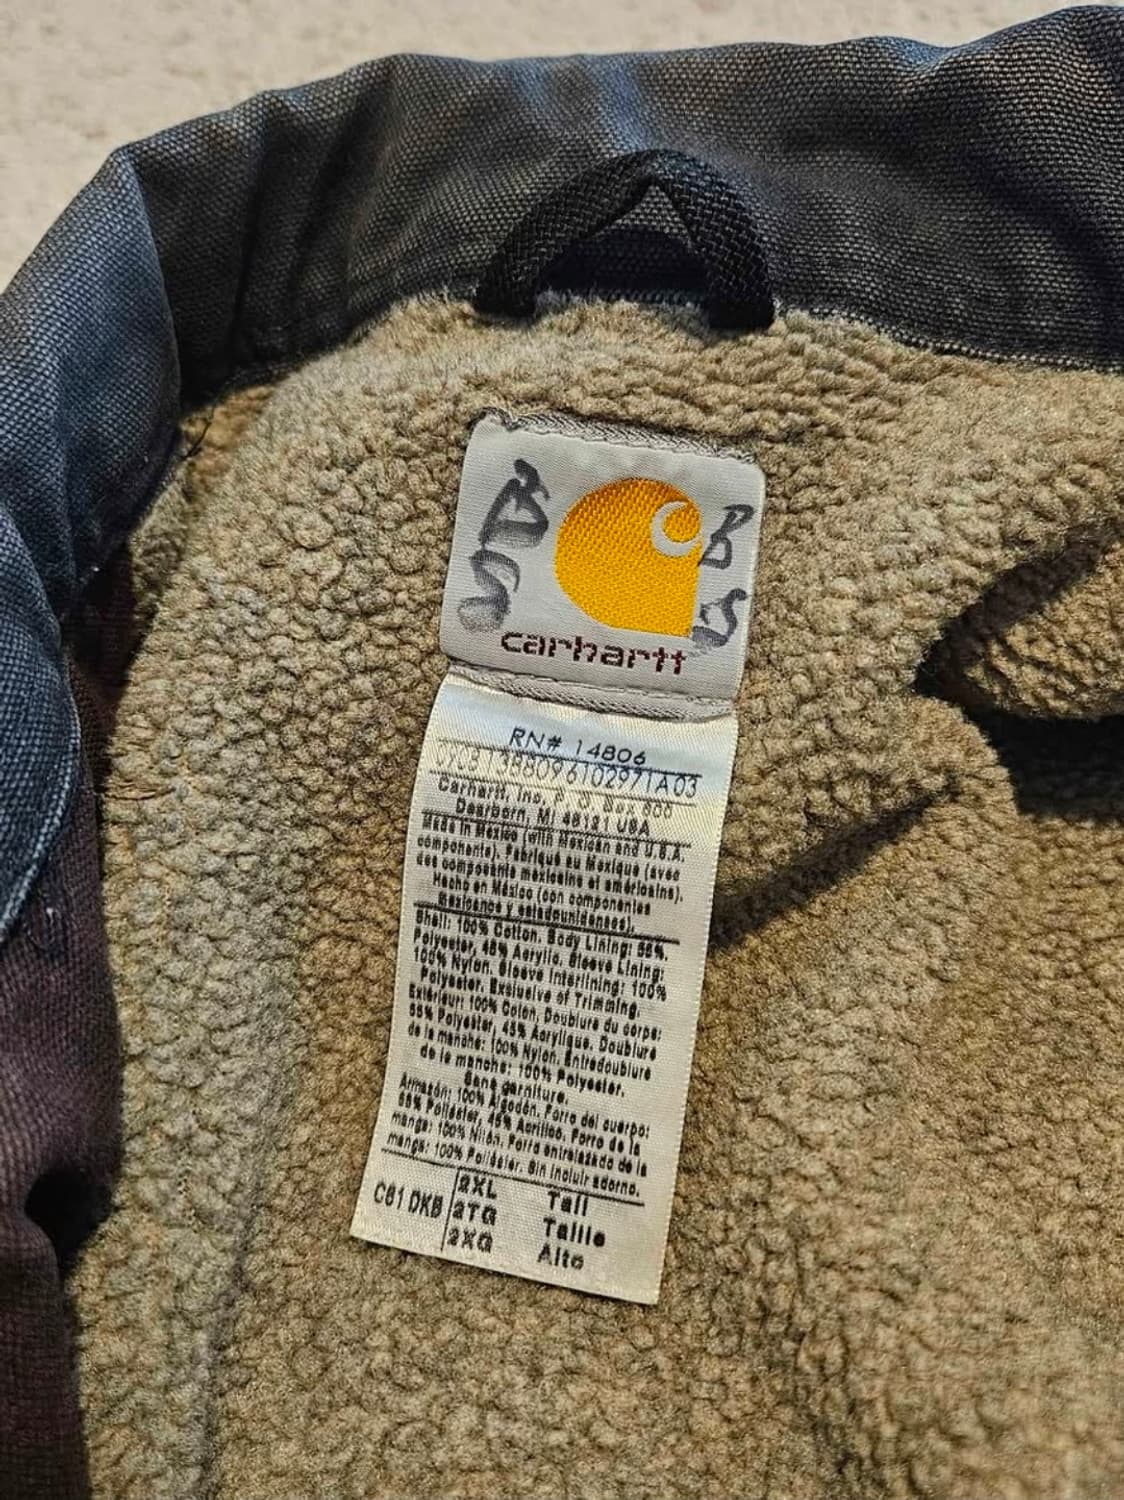 B
S
B
S
carhartt
RN# 14806
138809 6102971A03
Carhartt, Inc. P. O. Box 600
Dearborn, MI 48121 USA
Made in Mexico (with Mexican and U.S.A.
components). Fabriqué au Mexique (avec
des composants mexicains et américains).
Hecho en México (con componentes
Mexicanos y estadounidenses).
Shell: 100% Cotton. Body Lining: 55%
Polyester, 45% Acrylic. Sleeve Lining:
100% Nylon. Sleeve Interlining: 100%
Polyester. Exclusive of Trimming.
Extérieur: 100% Coton. Doublure du corps:
55% Polyester, 45% Acrylique. Doublure
de la manche: 100% Nylon. Entredoublure
de la manche: 100% Polyester.
Sans garniture.
Armazón: 100% Algodón. Forro del cuerpo:
55% Poliéster, 45% Acrílico. Forro de la
manga: 100% Nilón. Forro entrelazado de la
manga: 100% Poliéster. Sin incluir adorno.
C61 DKB 2XL Tall
2TG Taille
2XG Alto